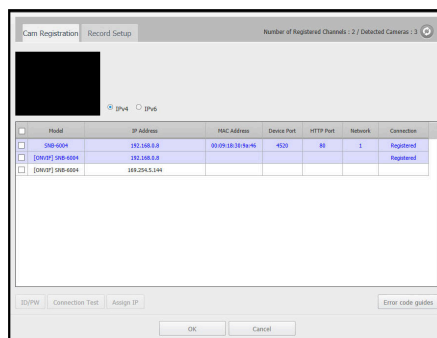 Cam Registration Record Setup Number of Registered Channels : 2 / Detected Cameras : 3
IPv4 IPv6
Model IP Address MAC Address Device Port HTTP Port Network Connection
SNB-6004 192.168.0.8 00:09:18:30:9a:46 4520 80 1 Registered
[ONVIF] SNB-6004 192.168.0.8 Registered
[ONVIF] SNB-6004 169.254.5.144
ID/PW Connection Test Assign IP Error code guides
OK Cancel